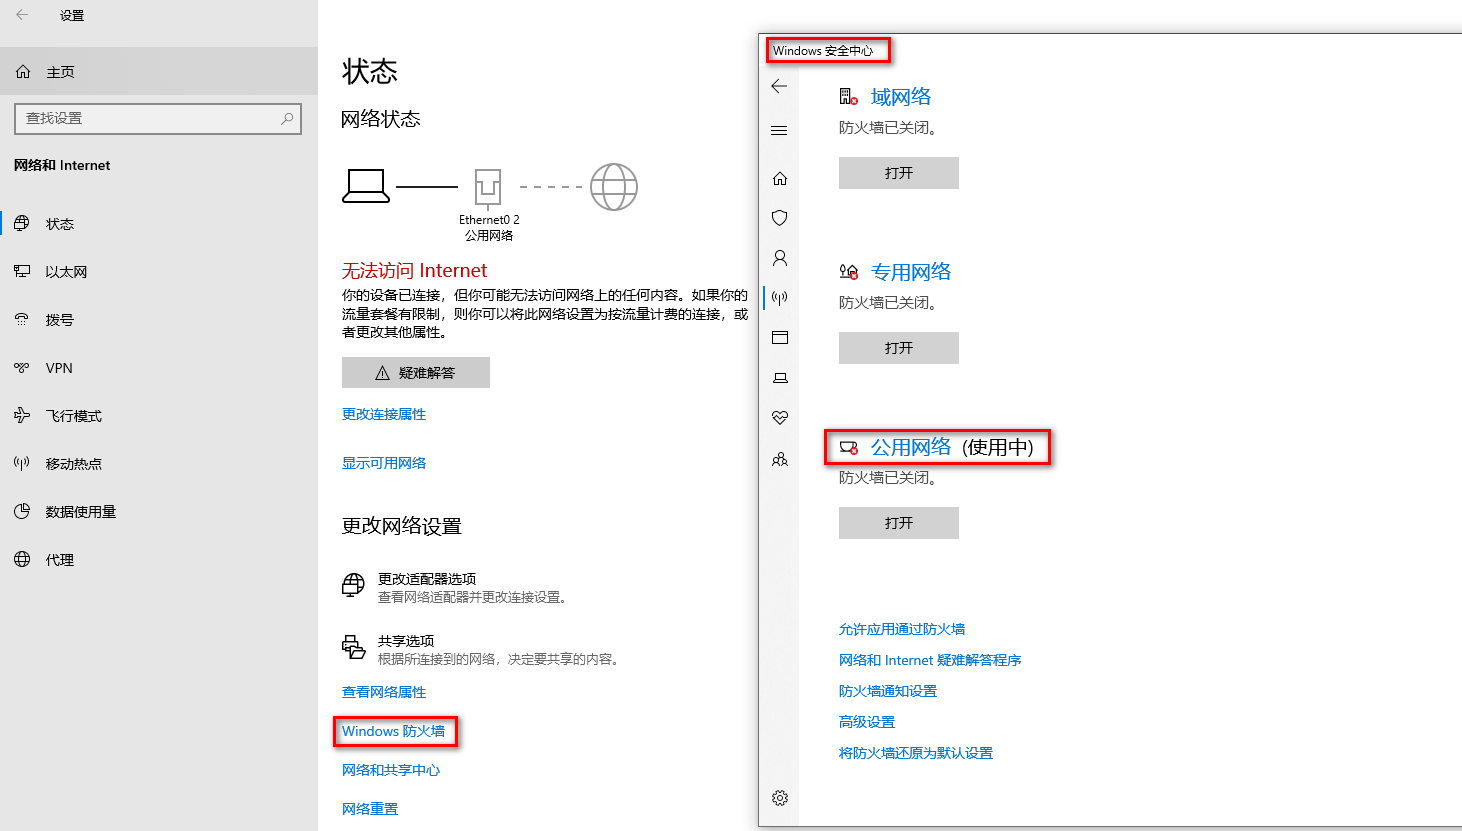 设置
主页
查找设置
网络和 Internet
状态
以太网
拨号
VPN
飞行模式
移动热点
数据使用量
代理
状态
网络状态
Ethernet0 2
公用网络
无法访问 Internet
你的设备已连接，但你可能无法访问网络上的任何内容。如果你的
流量套餐有限制，则你可以将此网络设置为按流量计费的连接，或
者更改其他属性。
疑难解答
更改连接属性
显示可用网络
更改网络设置
更改适配器选项
查看网络适配器并更改连接设置。
共享选项
根据所连接到的网络，决定要共享的内容。
查看网络属性
Windows 防火墙
网络和共享中心
网络重置
Windows 安全中心
域网络
防火墙已关闭。
打开
专用网络
防火墙已关闭。
打开
公用网络 (使用中)
防火墙已关闭。
打开
允许应用通过防火墙
网络和 Internet 疑难解答程序
防火墙通知设置
高级设置
将防火墙还原为默认设置